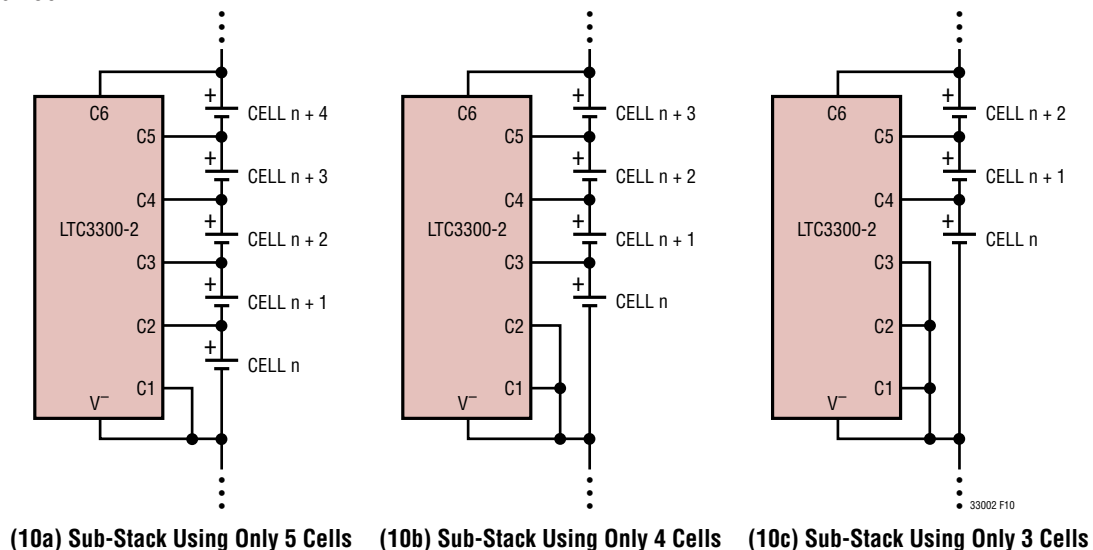 C6
+
CELL n + 4
C5
+
CELL n + 3
C4
+
LTC3300-2
CELL n + 2
C3
+
CELL n + 1
C2
+
CELL n
C1
V–
(10a) Sub-Stack Using Only 5 Cells
C6
+
CELL n + 3
C5
+
CELL n + 2
C4
+
LTC3300-2
CELL n + 1
C3
+
CELL n
C2
C1
V–
(10b) Sub-Stack Using Only 4 Cells
C6
+
CELL n + 2
C5
+
CELL n + 1
C4
+
LTC3300-2
CELL n
C3
C2
C1
V–
33002 F10
(10c) Sub-Stack Using Only 3 Cells